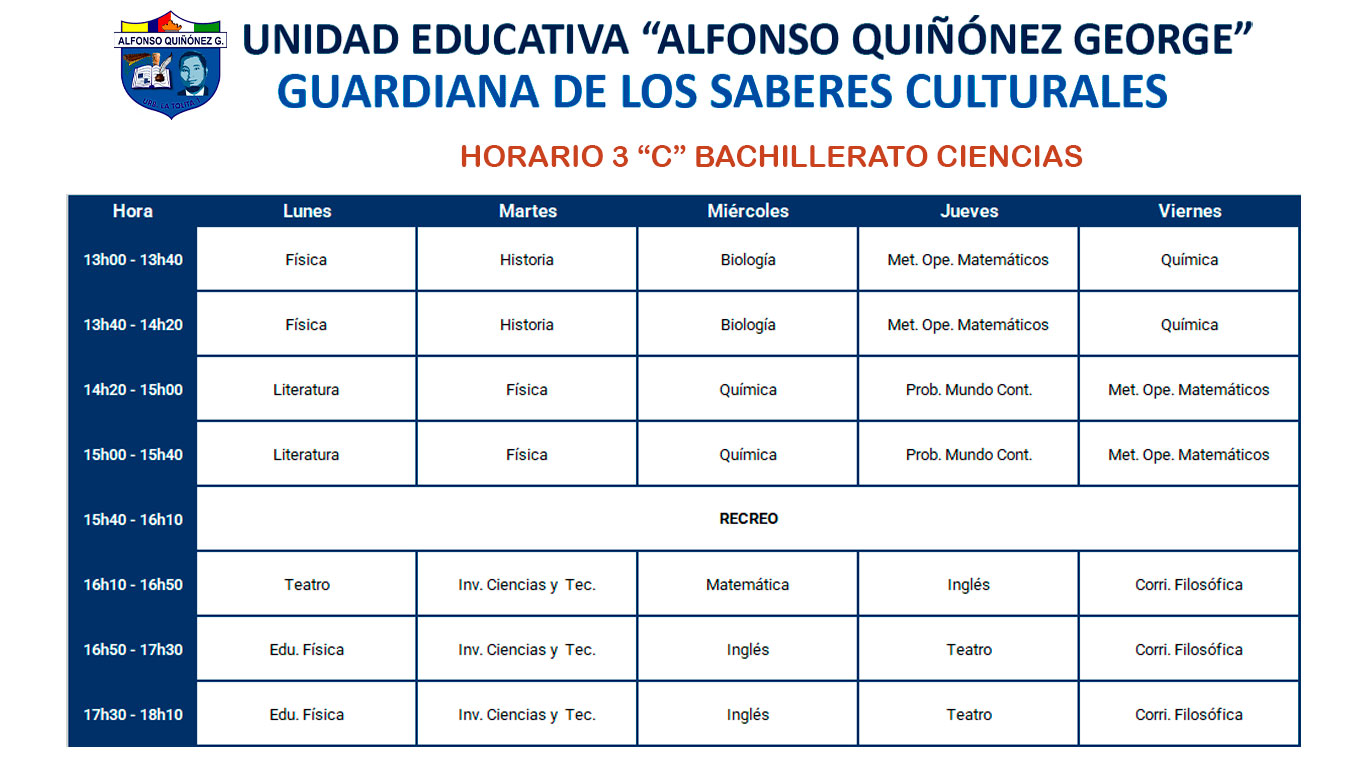 ALFONSO QUIÑÓNEZ G.
URB. LA TOLITA 1
UNIDAD EDUCATIVA “ALFONSO QUIÑÓNEZ GEORGE”
GUARDIANA DE LOS SABERES CULTURALES
HORARIO 3 “C” BACHILLERATO CIENCIAS
Hora Lunes Martes Miércoles Jueves Viernes
13h00 - 13h40 Física Historia Biología Met. Ope. Matemáticos Química
13h40 - 14h20 Física Historia Biología Met. Ope. Matemáticos Química
14h20 - 15h00 Literatura Física Química Prob. Mundo Cont. Met. Ope. Matemáticos
15h00 - 15h40 Literatura Física Química Prob. Mundo Cont. Met. Ope. Matemáticos
15h40 - 16h10 RECREO
16h10 - 16h50 Teatro Inv. Ciencias y Tec. Matemática Inglés Corri. Filosófica
16h50 - 17h30 Edu. Física Inv. Ciencias y Tec. Inglés Teatro Corri. Filosófica
17h30 - 18h10 Edu. Física Inv. Ciencias y Tec. Inglés Teatro Corri. Filosófica